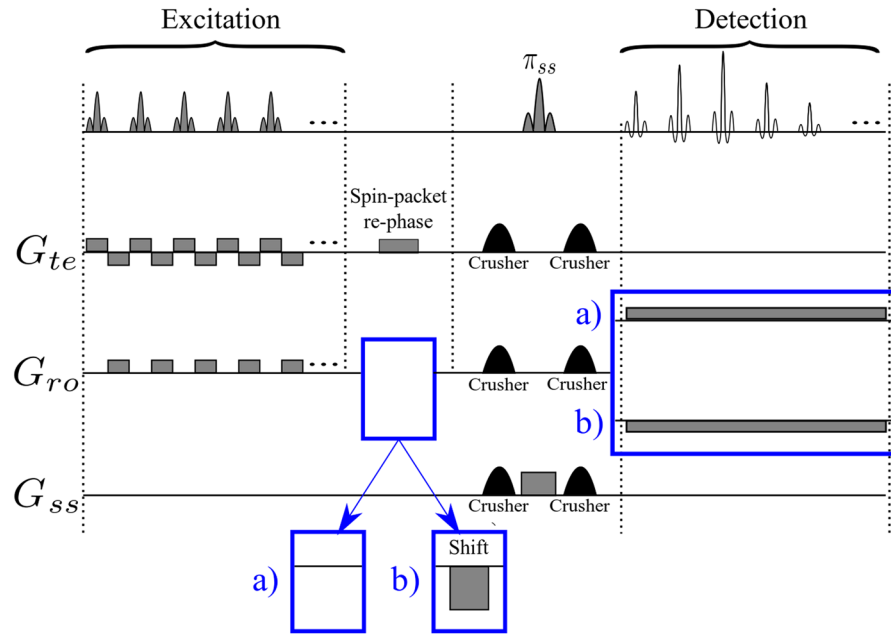 Excitation
Detection
π_ss
...
...
Spin-packet
re-phase
G_te
...
Crusher
Crusher
a)
G_ro
...
Crusher
Crusher
b)
G_ss
Crusher
Crusher
a)
b)
Shift